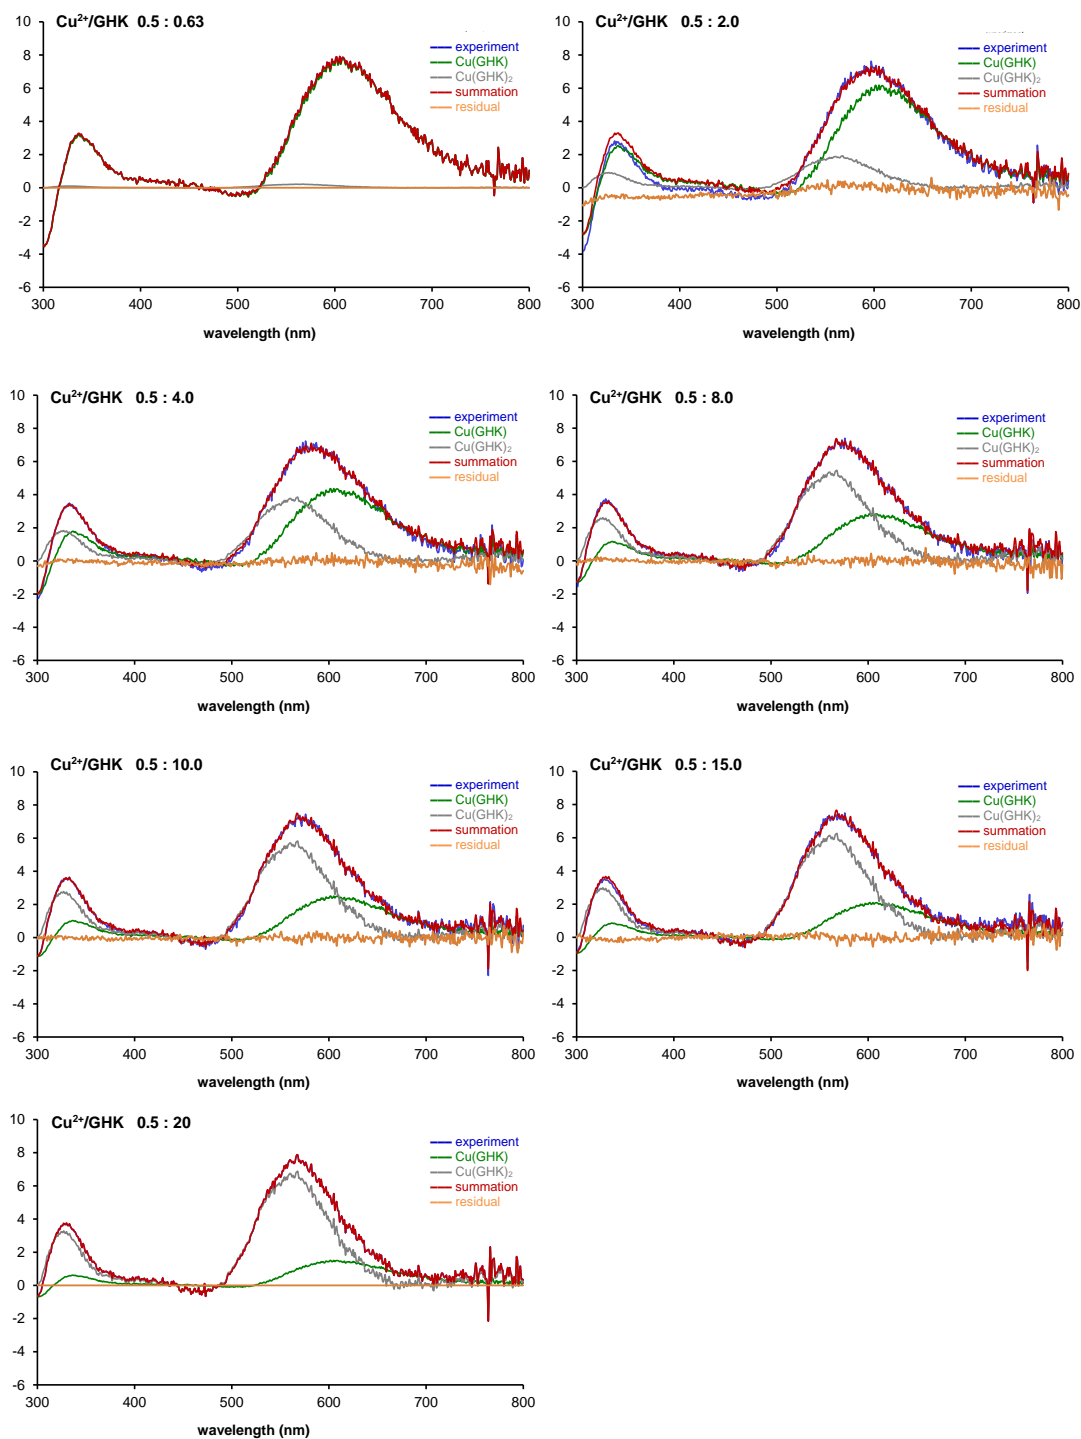 Cu²⁺/GHK 0.5 : 0.63
experiment
Cu(GHK)
Cu(GHK)₂
summation
residual
10
8
6
4
2
0
-2
-4
-6
300 400 500 600 700 800
wavelength (nm)
Cu²⁺/GHK 0.5 : 2.0
experiment
Cu(GHK)
Cu(GHK)₂
summation
residual
10
8
6
4
2
0
-2
-4
-6
300 400 500 600 700 800
wavelength (nm)
Cu²⁺/GHK 0.5 : 4.0
experiment
Cu(GHK)
Cu(GHK)₂
summation
residual
10
8
6
4
2
0
-2
-4
-6
300 400 500 600 700 800
wavelength (nm)
Cu²⁺/GHK 0.5 : 8.0
experiment
Cu(GHK)
Cu(GHK)₂
summation
residual
10
8
6
4
2
0
-2
-4
-6
300 400 500 600 700 800
wavelength (nm)
Cu²⁺/GHK 0.5 : 10.0
experiment
Cu(GHK)
Cu(GHK)₂
summation
residual
10
8
6
4
2
0
-2
-4
-6
300 400 500 600 700 800
wavelength (nm)
Cu²⁺/GHK 0.5 : 15.0
experiment
Cu(GHK)
Cu(GHK)₂
summation
residual
10
8
6
4
2
0
-2
-4
-6
300 400 500 600 700 800
wavelength (nm)
Cu²⁺/GHK 0.5 : 20
experiment
Cu(GHK)
Cu(GHK)₂
summation
residual
10
8
6
4
2
0
-2
-4
-6
300 400 500 600 700 800
wavelength (nm)